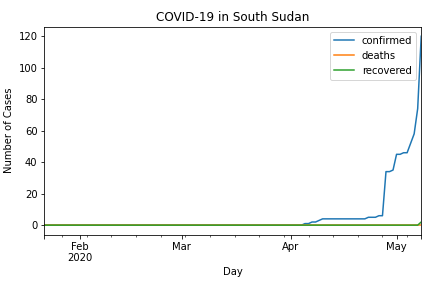 COVID-19 in South Sudan
confirmed
deaths
recovered
120
100
80
60
40
20
0
Number of Cases
Feb
2020
Mar
Apr
May
Day